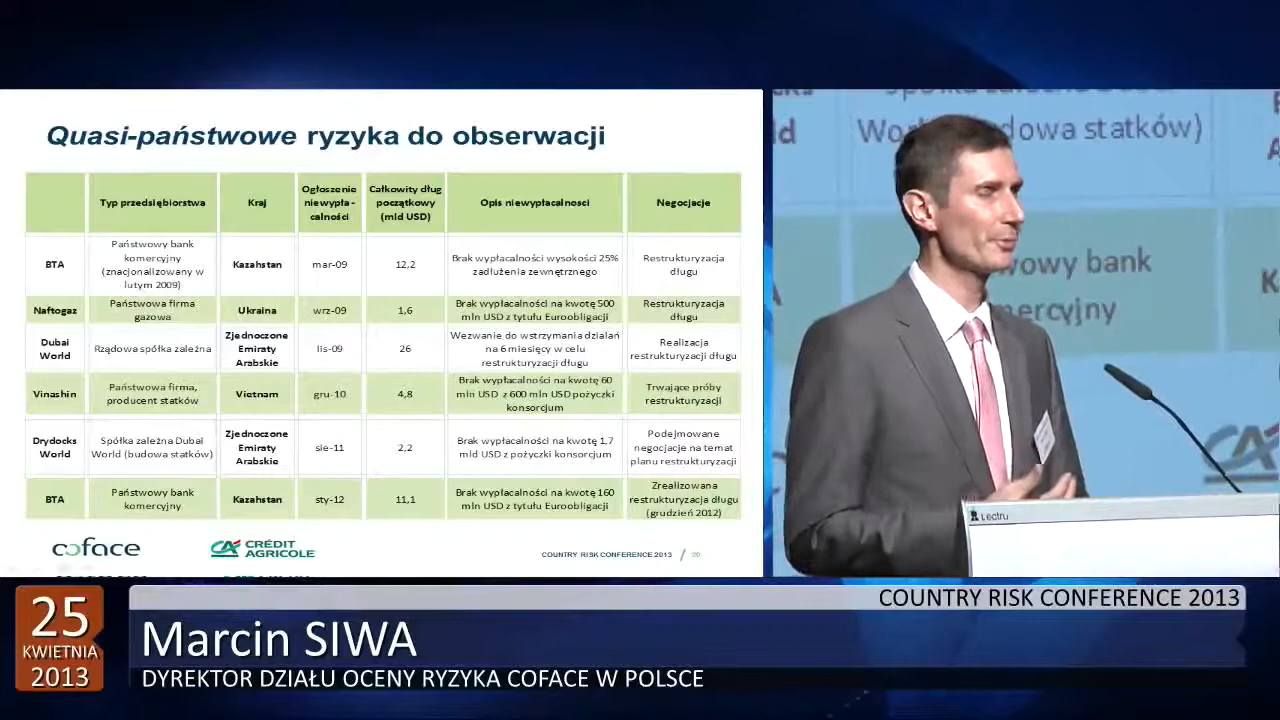 Quasi-państwowe ryzyka do obserwacji
Typ przedsiębiorstwa
Kraj
Ogłoszenie
niewypła-
calności
Całkowity dług
początkowy
(mld USD)
Opis niewypłacalnosci
Negocjacje
BTA
Państwowy bank
komercyjny
(znacjonalizowany w
lutym 2009)
Kazahstan
mar-09
12,2
Brak wypłacalności wysokości 25%
zadłużenia zewnętrznego
Restrukturyzacja
długu
Naftogaz
Państwowa firma
gazowa
Ukraina
wrz-09
1,6
Brak wypłacalności na kwotę 500
mln USD z tytułu Euroobligacji
Restrukturyzacja
długu
Dubai
World
Rządowa spółka zależna
Zjednoczone
Emiraty
Arabskie
lis-09
26
Wezwanie do wstrzymania działań
na 6 miesięcy w celu
restrukturyzacji długu
Realizacja
restrukturyzacji długu
Vinashin
Państwowa firma,
producent statków
Vietnam
gru-10
4,8
Brak wypłacalności na kwotę 60
mln USD z 600 mln USD pożyczki
konsorcjum
Trwające próby
restrukturyzacji
Drydocks
World
Spółka zależna Dubai
World (budowa statków)
Zjednoczone
Emiraty
Arabskie
sie-11
2,2
Brak wypłacalności na kwotę 1,7
mld USD z pożyczki konsorcjum
Podejmowane
negocjacje na temat
planu restrukturyzacji
BTA
Państwowy bank
komercyjny
Kazahstan
sty-12
11,1
Brak wypłacalności na kwotę 160
mln USD z tytułu Euroobligacji
Zrealizowana
restrukturyzacja długu
(grudzień 2012)
coface
CRÉDIT
AGRICOLE
COUNTRY RISK CONFERENCE 2013 / 20
statków)
bank
Lectru
COUNTRY RISK CONFERENCE 2013
25
KWIETNIA
2013
Marcin SIWA
DYREKTOR DZIAŁU OCENY RYZYKA COFACE W POLSCE